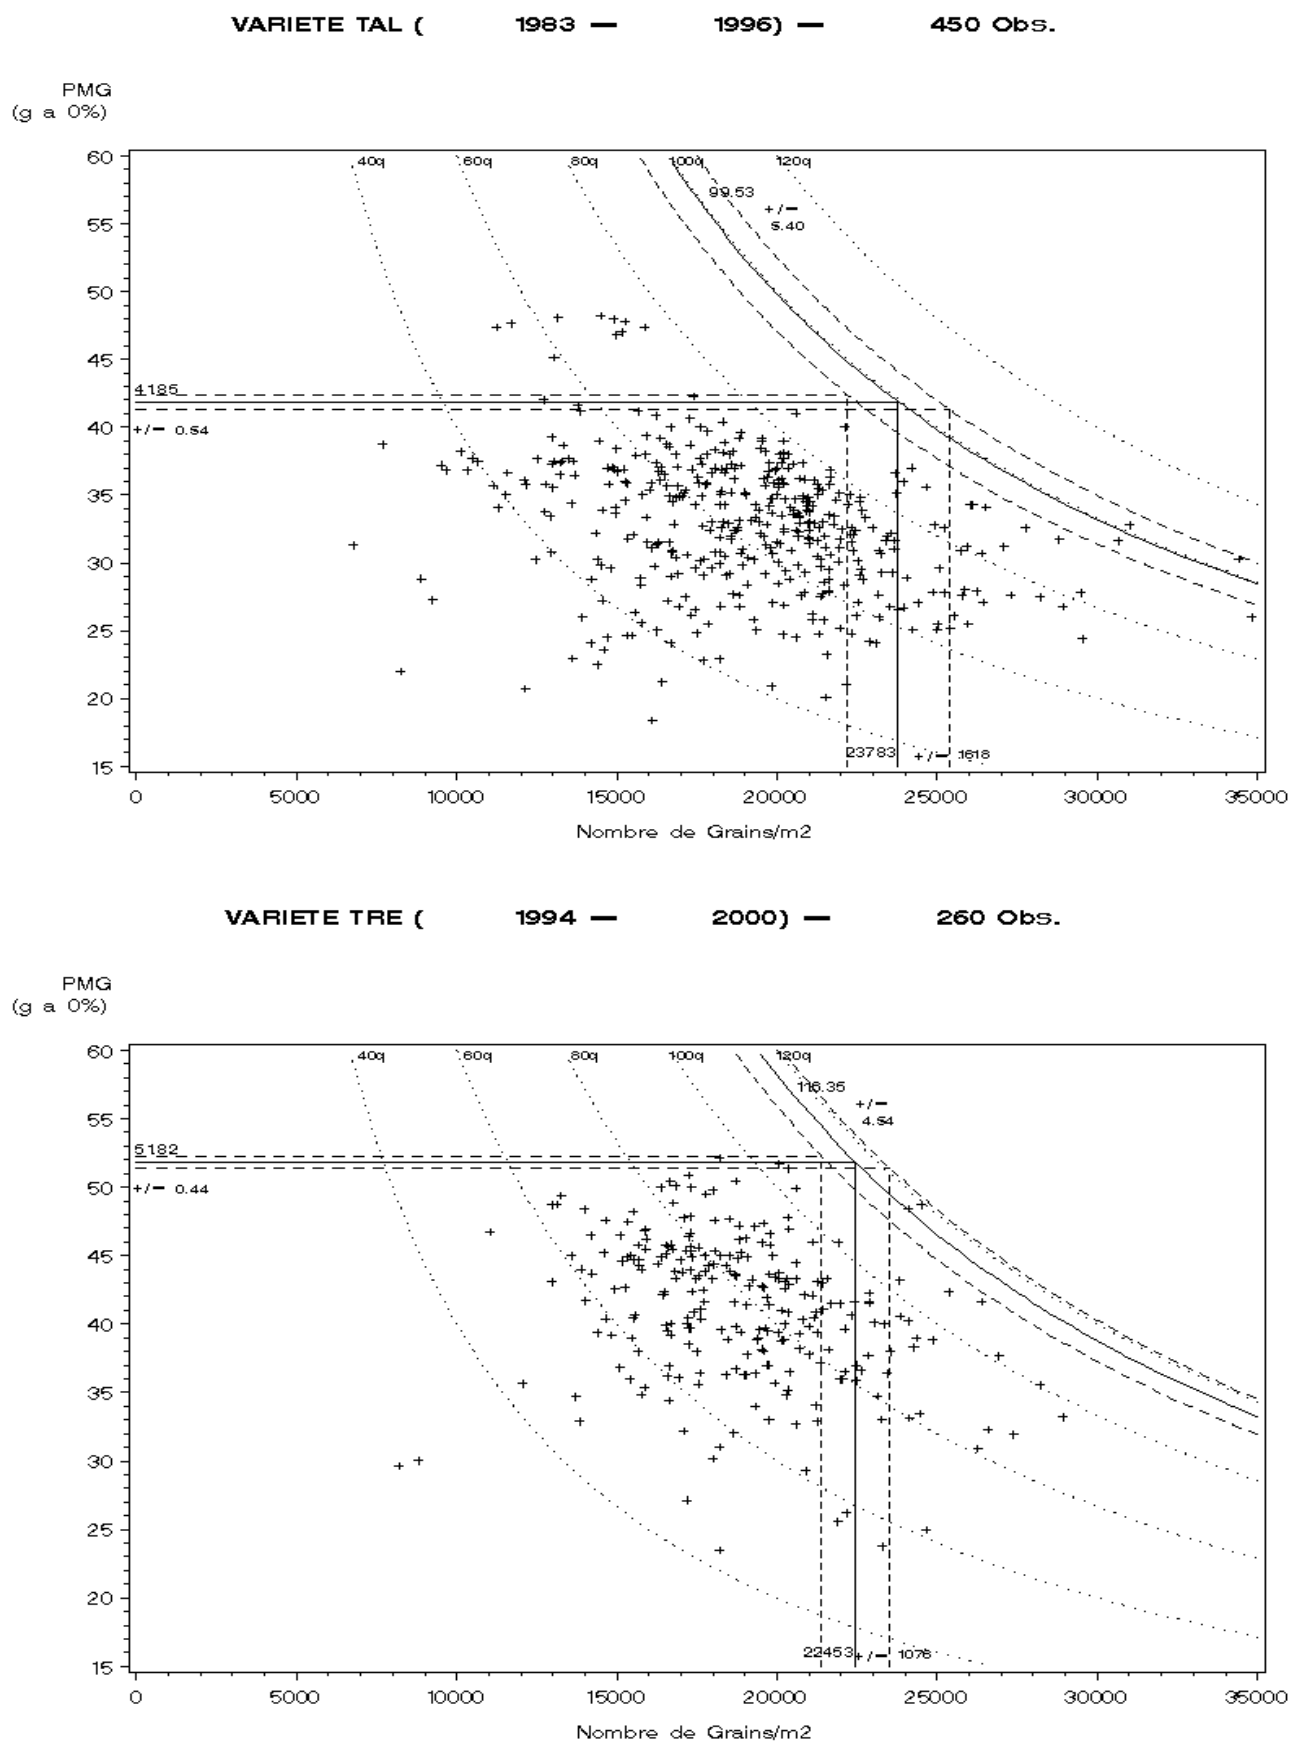 VARIETE TAL ( 1983 — 1996) — 450 Obs.
PMG
(g a 0%)
60
40q
60q
80q
100q
120q
99.53
+/-
5.40
55
50
45
4185
40
+/- 0.54
35
30
25
20
15
23783
+/- 1618
0
5000
10000
15000
20000
25000
30000
35000
Nombre de Grains/m2
VARIETE TRE ( 1994 — 2000) — 260 Obs.
PMG
(g a 0%)
60
40q
60q
80q
100q
120q
116.35
+/-
4.54
55
5182
50
+/- 0.44
45
40
35
30
25
20
15
22453
+/- 1076
0
5000
10000
15000
20000
25000
30000
35000
Nombre de Grains/m2